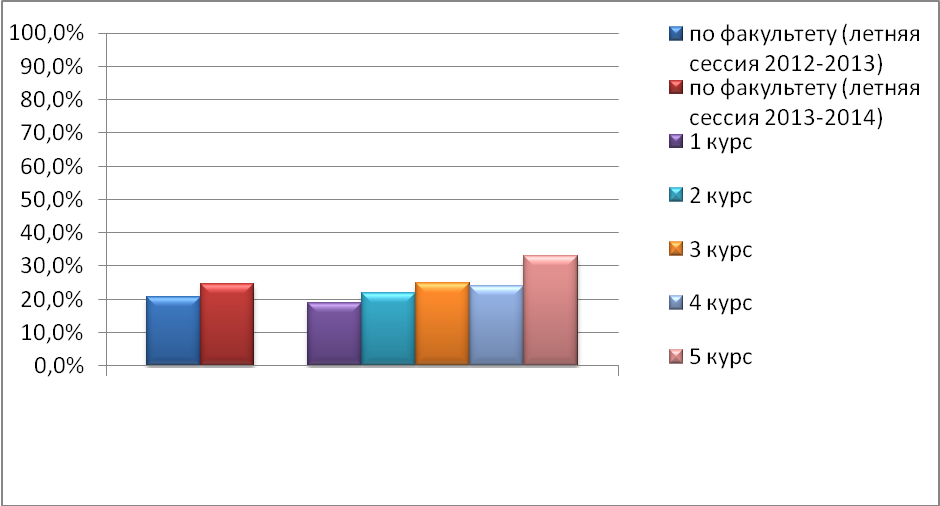 100,0%
90,0%
80,0%
70,0%
60,0%
50,0%
40,0%
30,0%
20,0%
10,0%
0,0%
по факультету (летняя
сессия 2012-2013)
по факультету (летняя
сессия 2013-2014)
1 курс
2 курс
3 курс
4 курс
5 курс